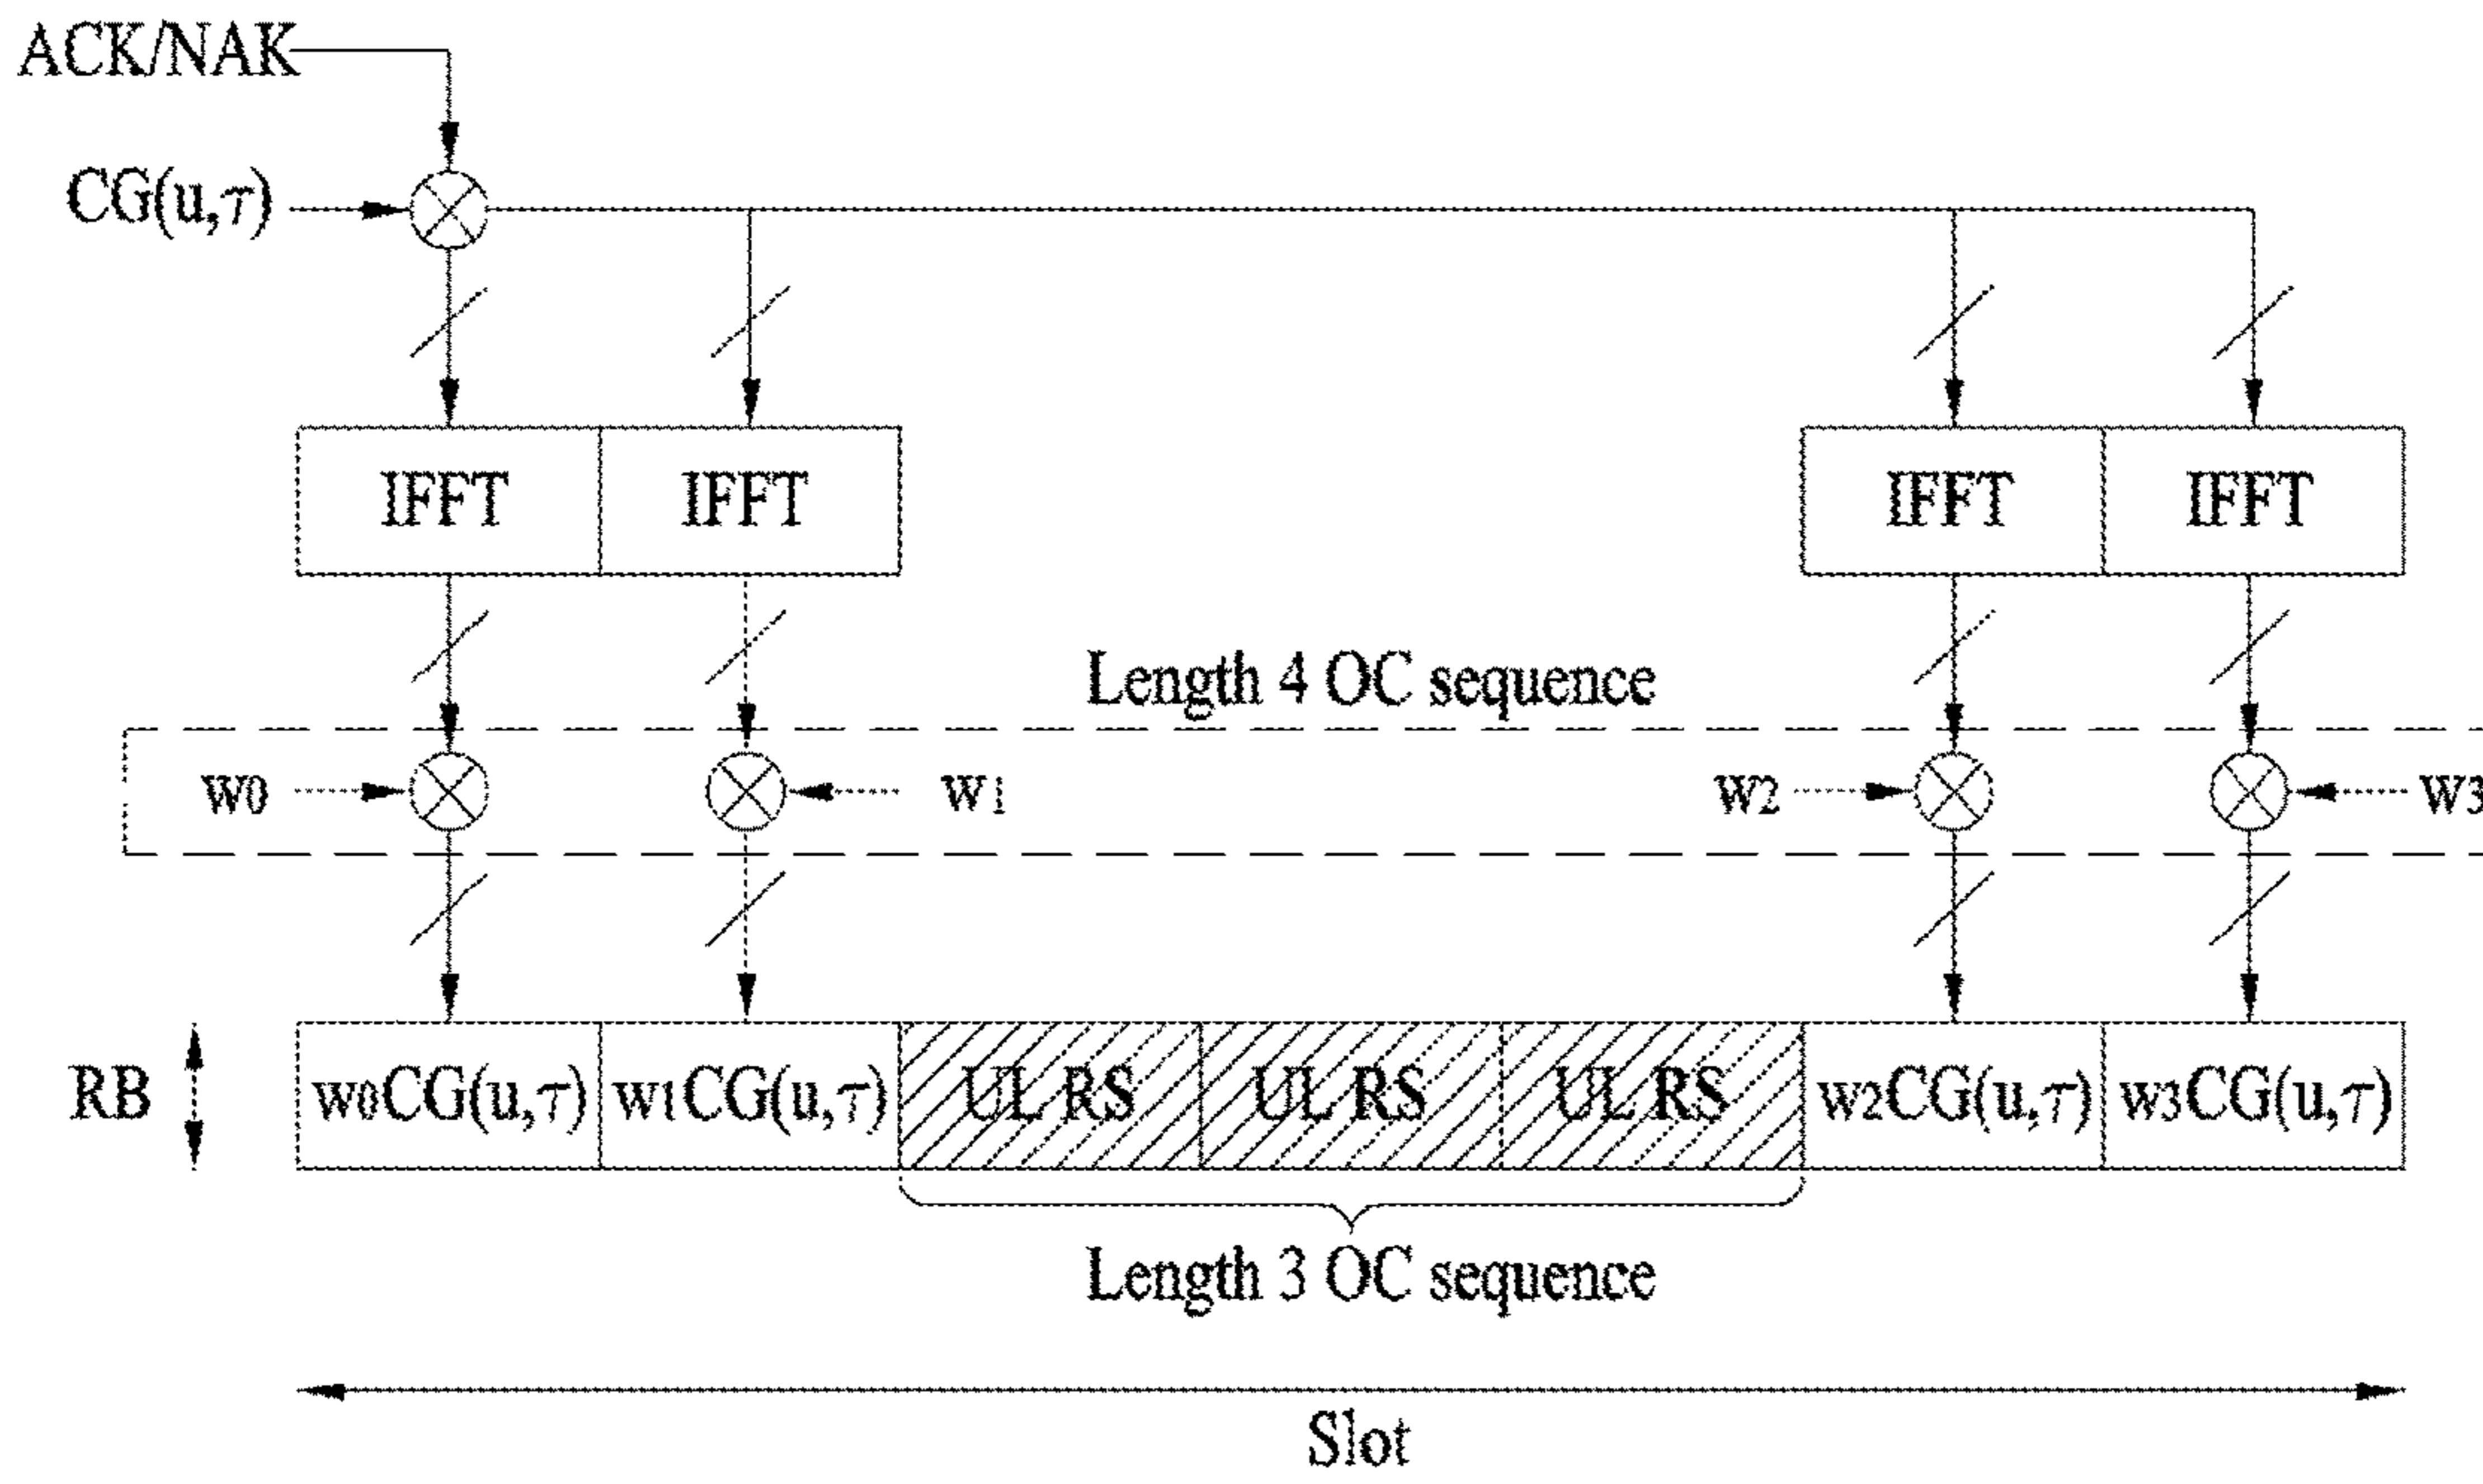 ACK/NAK
CG(u,τ)
IFFT IFFT IFFT IFFT
Length 4 OC sequence
w0 w1 w2 w3
RB w0CG(u,τ) w1CG(u,τ) UL RS UL RS UL RS w2CG(u,τ) w3CG(u,τ)
Length 3 OC sequence
Slot